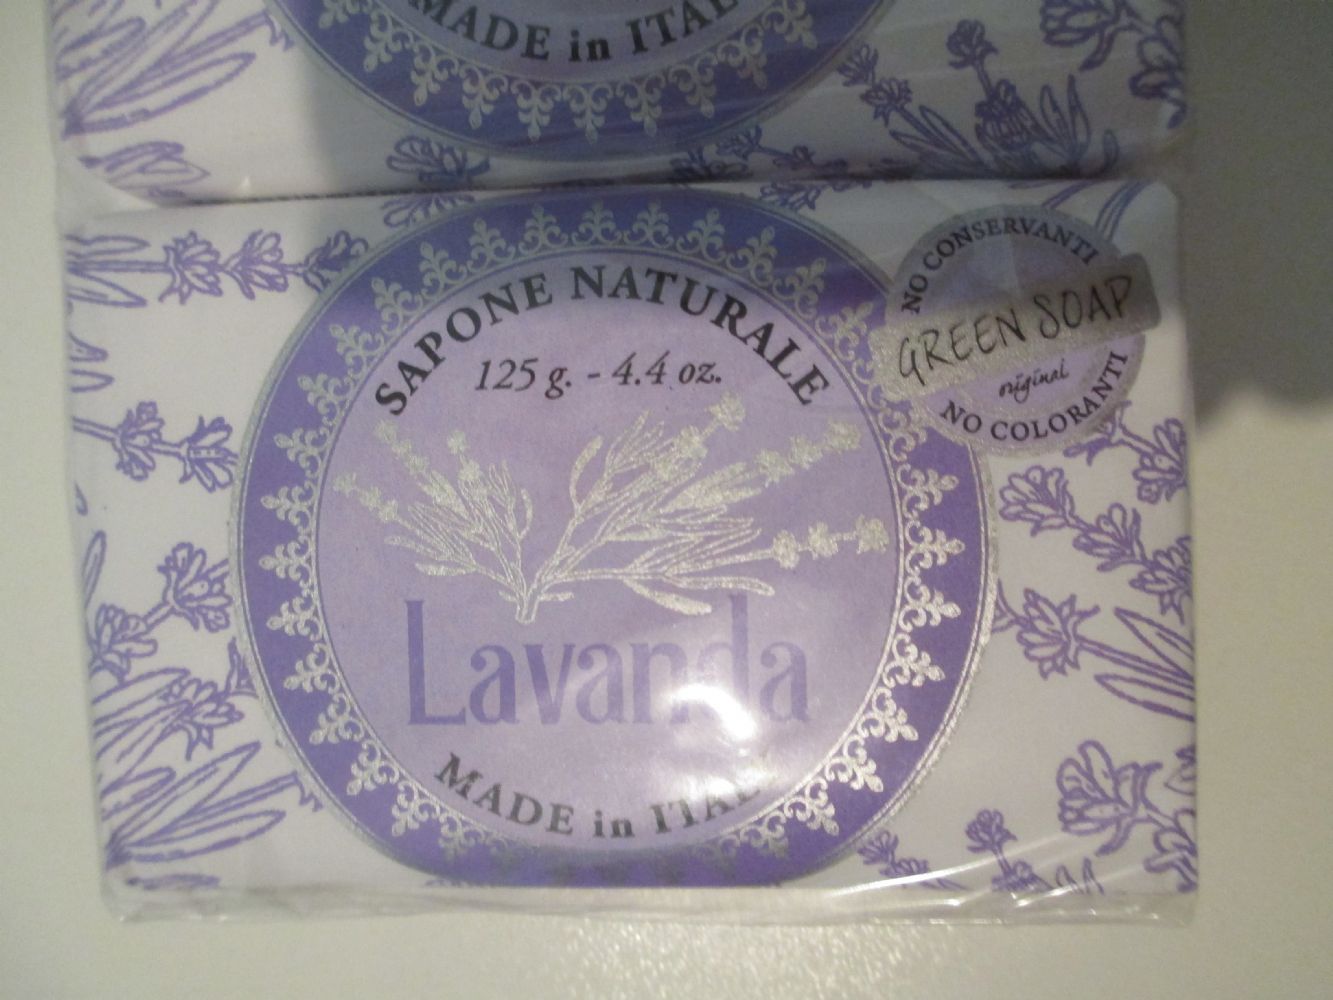 MADE in ITAL
SAPONE NATURALE
125 g. - 4.4 oz.
Lavanda
MADE in ITALY
NO CONSERVANTI
GREEN SOAP
original
NO COLORANTI